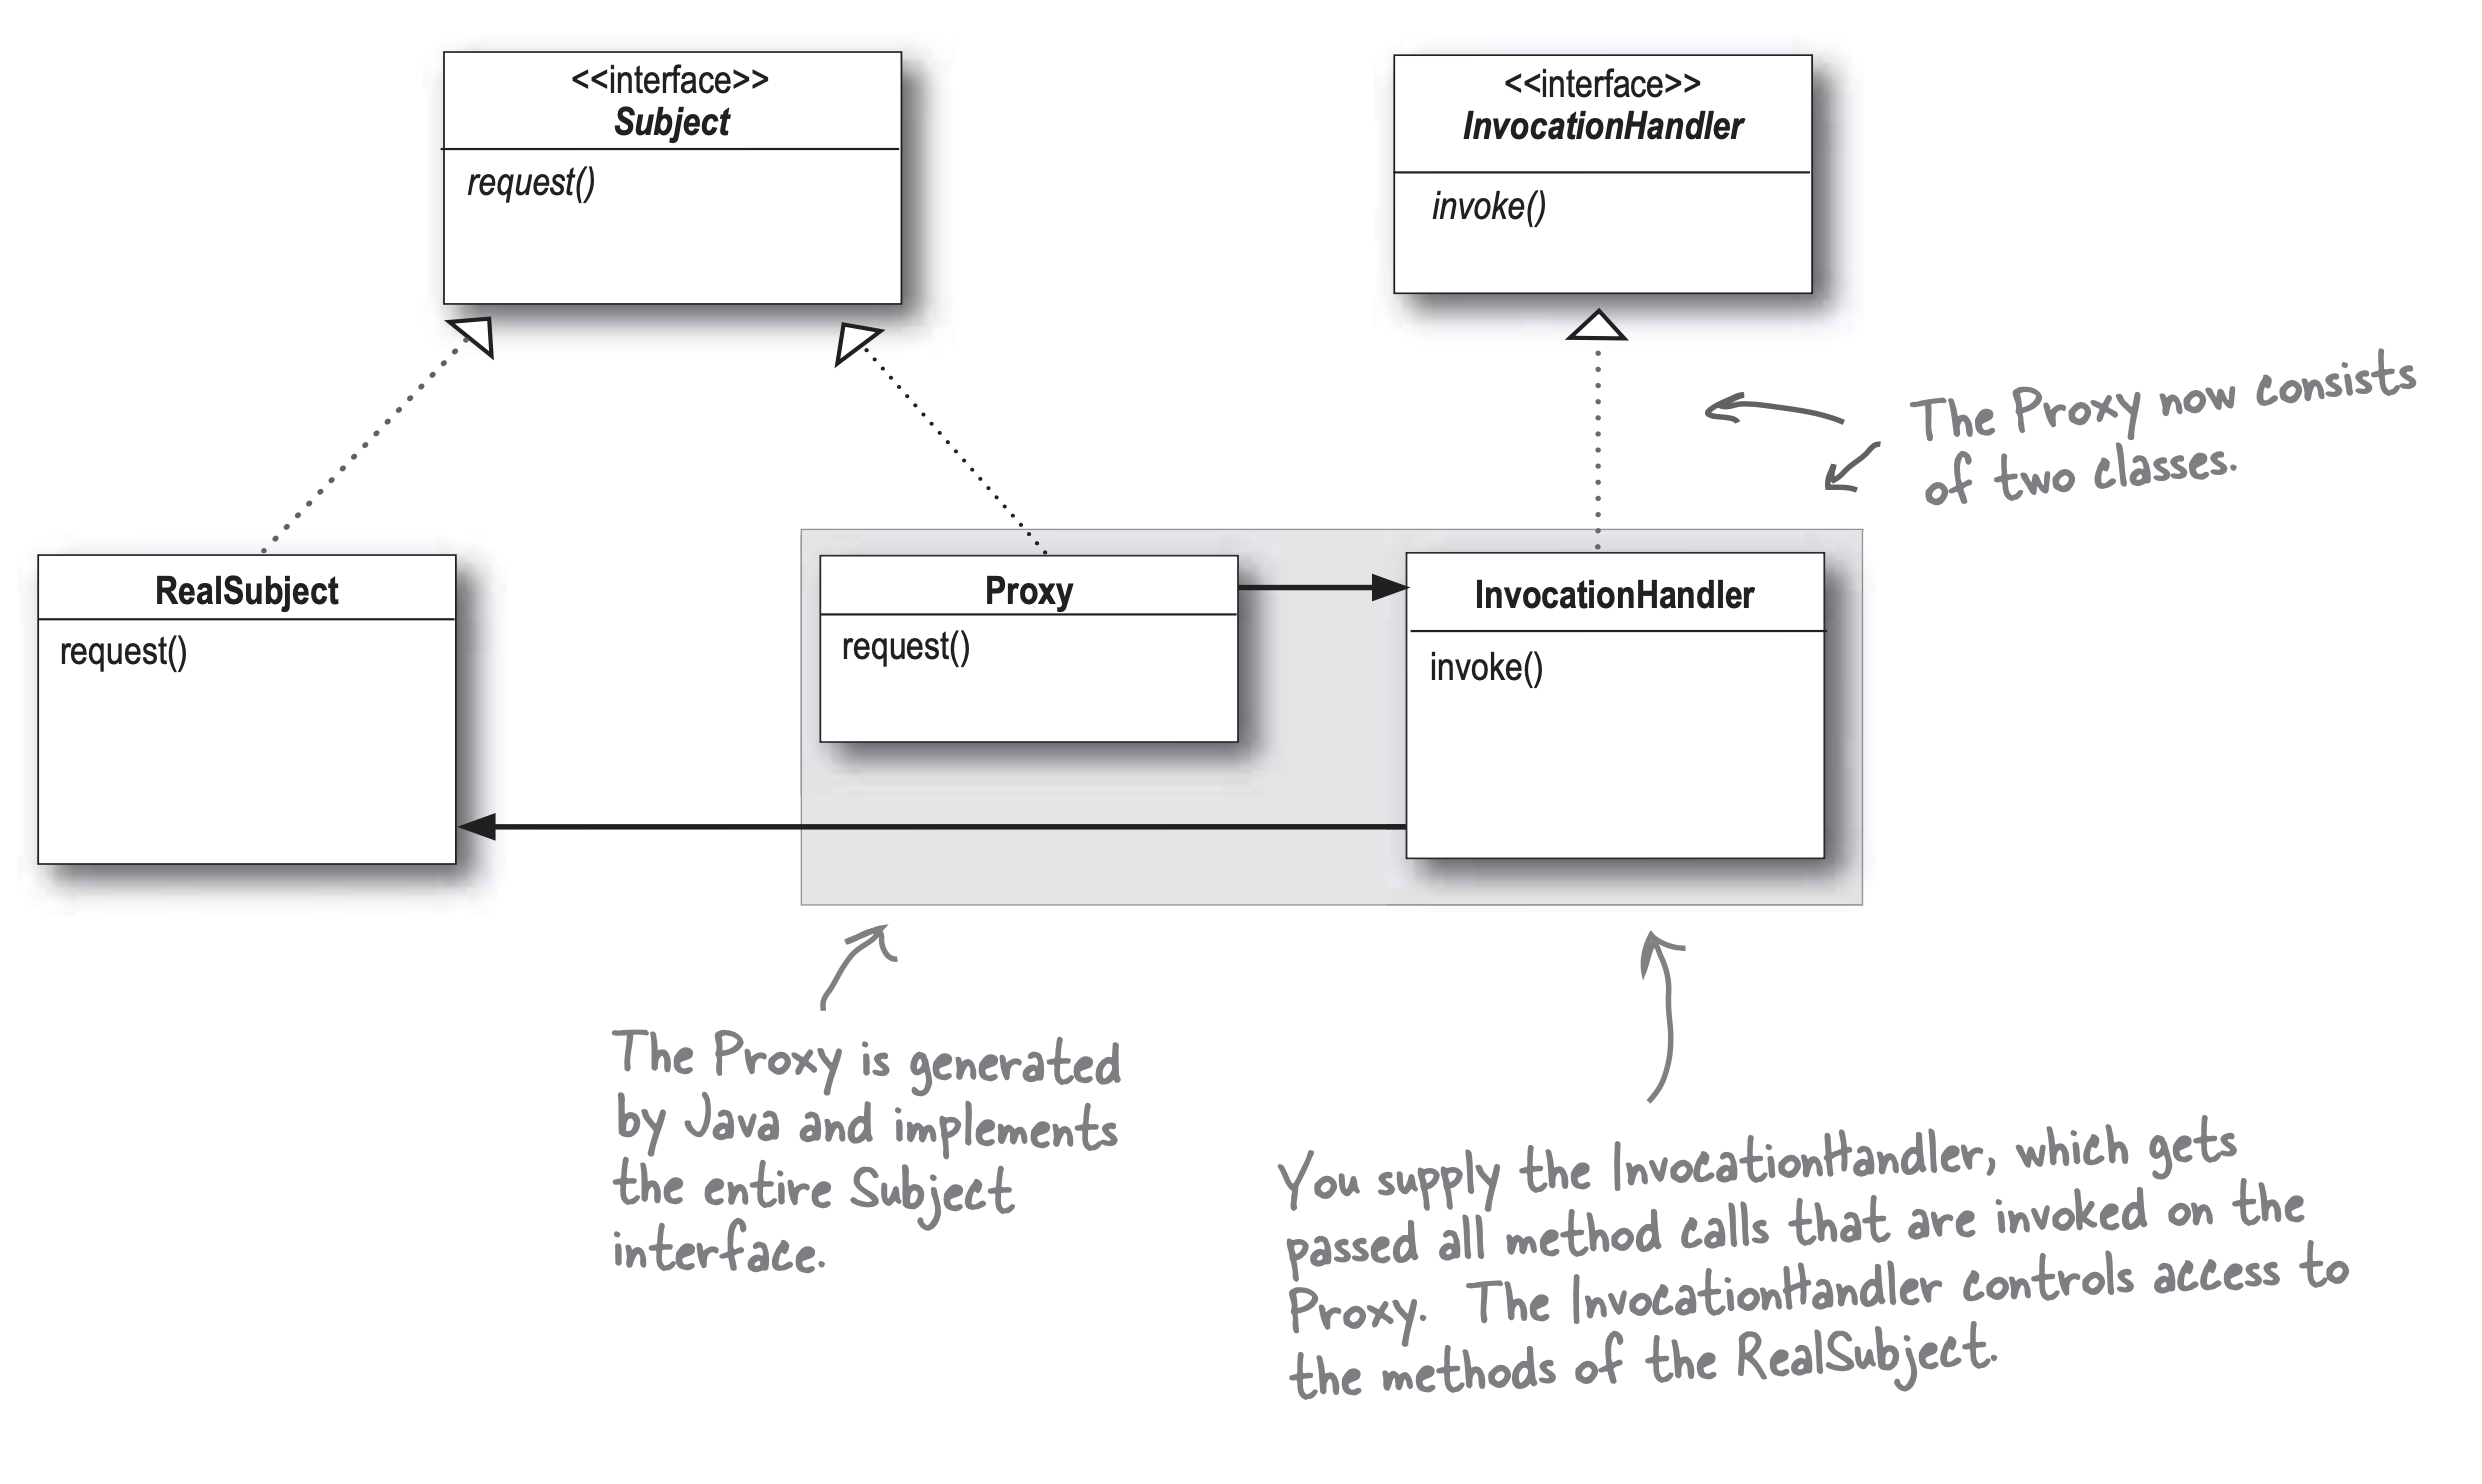 <<interface>>
Subject
request()
<<interface>>
InvocationHandler
invoke()
The Proxy now consists
of two classes.
RealSubject
request()
Proxy
request()
InvocationHandler
invoke()
The Proxy is generated
by Java and implements
the entire Subject
interface.
You supply the InvocationHandler, which gets
passed all method calls that are invoked on the
Proxy. The InvocationHandler controls access to
the methods of the RealSubject.